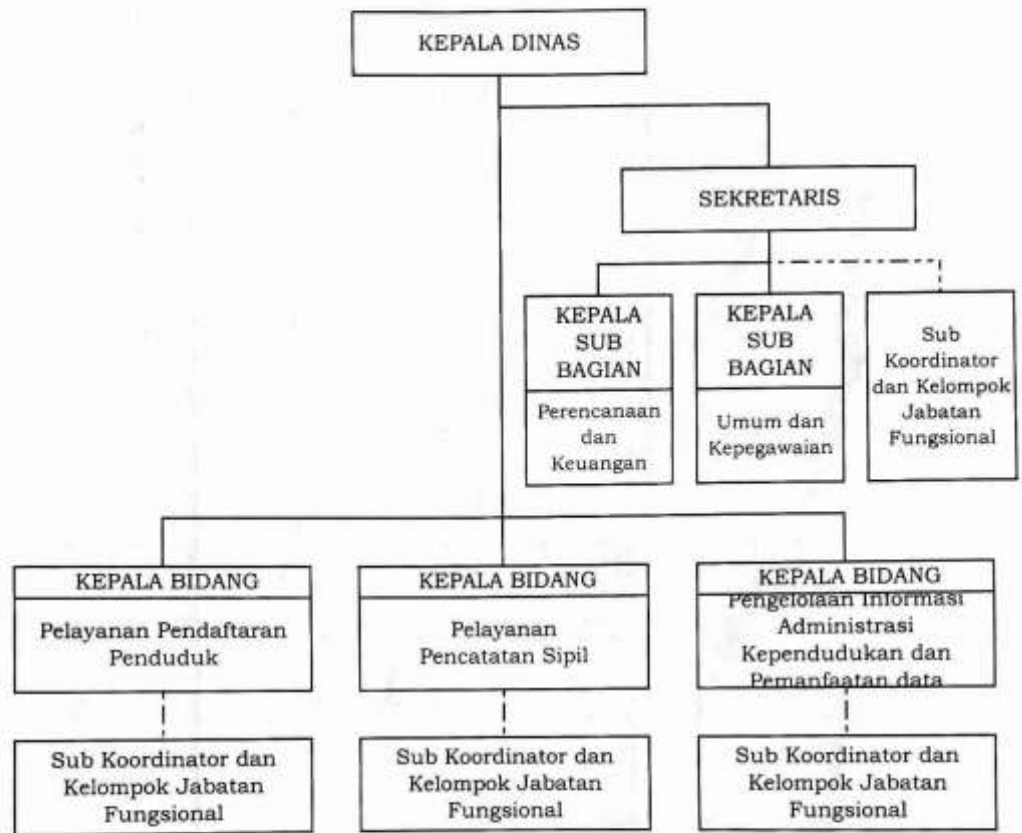 KEPALA DINAS
SEKRETARIS
KEPALA
SUB
BAGIAN
Perencanaan
dan
Keuangan
KEPALA
SUB
BAGIAN
Umum dan
Kepegawaian
Sub
Koordinator
dan Kelompok
Jabatan
Fungsional
KEPALA BIDANG
Pelayanan Pendaftaran
Penduduk
KEPALA BIDANG
Pelayanan
Pencatatan Sipil
KEPALA BIDANG
Pengelolaan Informasi
Administrasi
Kependudukan dan
Pemanfaatan data
Sub Koordinator dan
Kelompok Jabatan
Fungsional
Sub Koordinator dan
Kelompok Jabatan
Fungsional
Sub Koordinator dan
Kelompok Jabatan
Fungsional